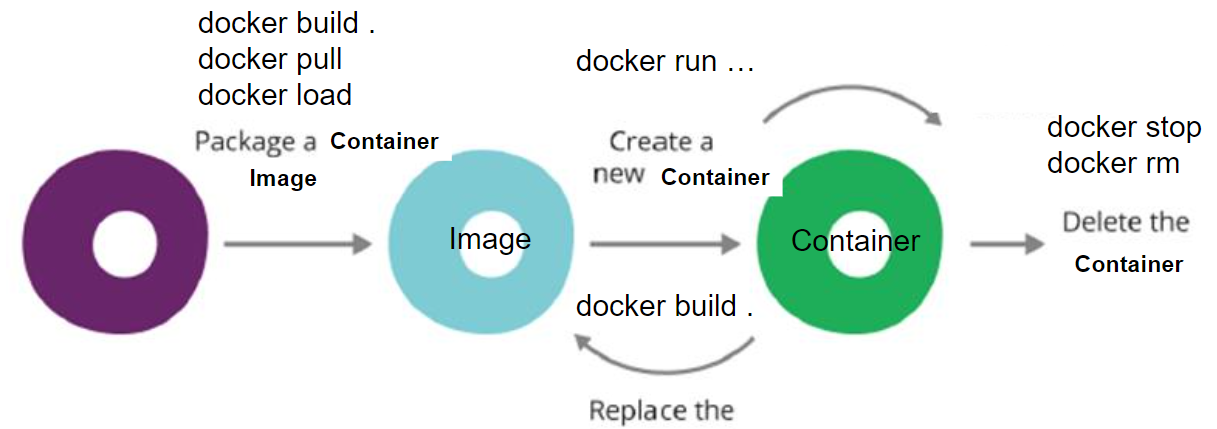 docker build .
docker pull
docker load
Package a Container
Image
docker run …
Create a
new Container
docker stop
docker rm
Delete the
Container
Image
Container
docker build .
Replace the